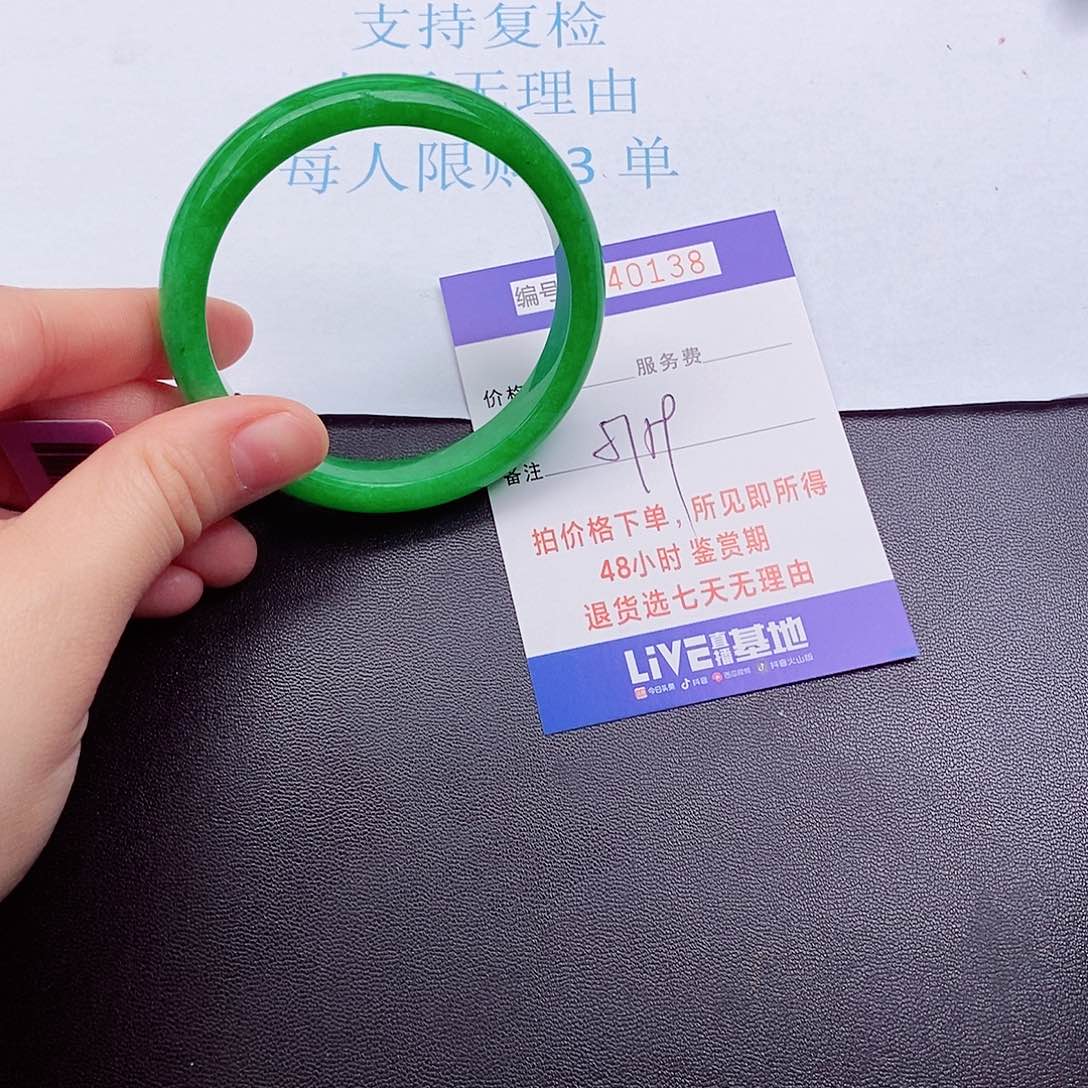 支持复检
无理由
每人限购3 单
编号 40138
服务费
价格
备注
拍价格下单，所见即所得
48小时 鉴赏期
退货选七天无理由
LiVE直播基地
今日头条 抖音 西瓜视频 抖音火山版